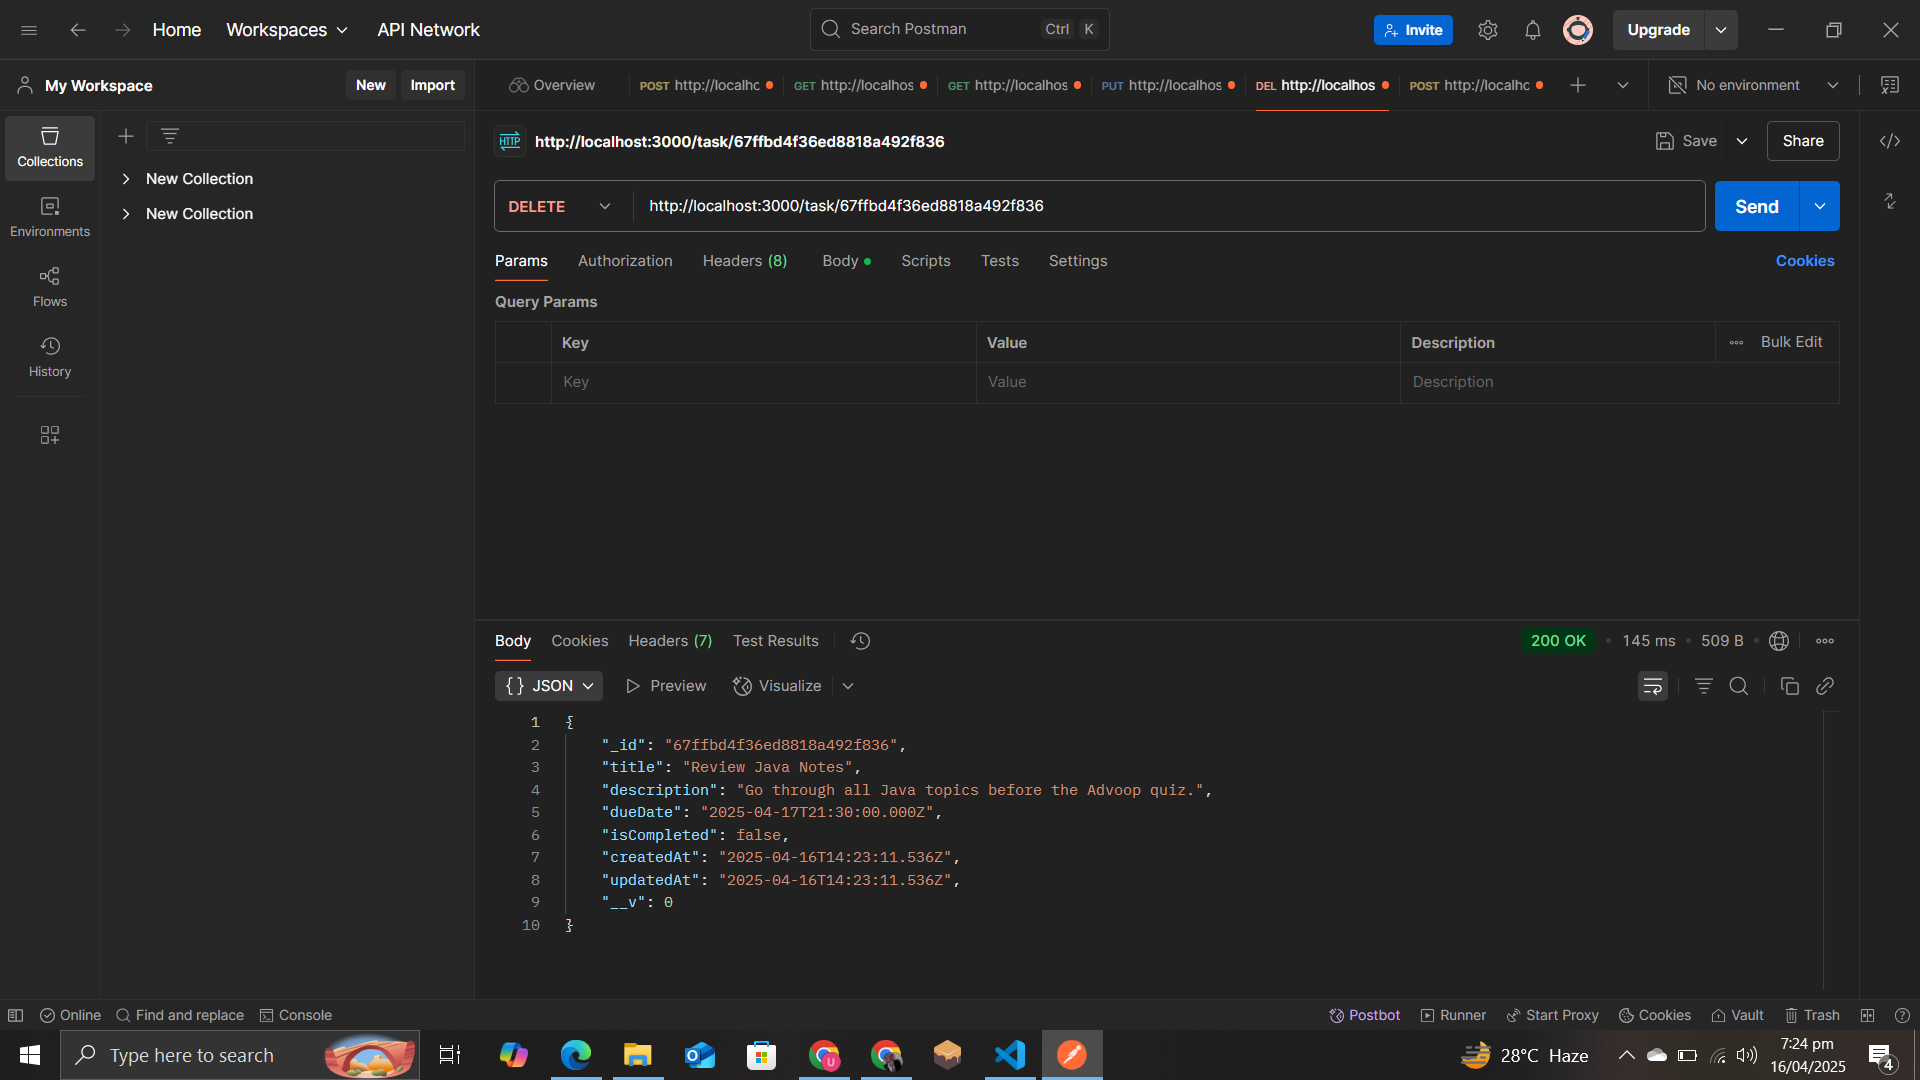 Home Workspaces API Network Search Postman Ctrl K Invite Upgrade
My Workspace New Import Overview POST http://localhc GET http://localhos GET http://localhos PUT http://localhos DEL http://localhos POST http://localhc No environment
Collections
Environments
Flows
History
New Collection
New Collection
HTTP http://localhost:3000/task/67ffbd4f36ed8818a492f836 Save Share
DELETE http://localhost:3000/task/67ffbd4f36ed8818a492f836 Send
Params Authorization Headers (8) Body Scripts Tests Settings Cookies
Query Params
Key Value Description Bulk Edit
Key Value Description
Body Cookies Headers (7) Test Results 200 OK 145 ms 509 B
{} JSON Preview Visualize
1 {
2 "_id": "67ffbd4f36ed8818a492f836",
3 "title": "Review Java Notes",
4 "description": "Go through all Java topics before the Advoop quiz.",
5 "dueDate": "2025-04-17T21:30:00.000Z",
6 "isCompleted": false,
7 "createdAt": "2025-04-16T14:23:11.536Z",
8 "updatedAt": "2025-04-16T14:23:11.536Z",
9 "__v": 0
10 }
Online Find and replace Console Postbot Runner Start Proxy Cookies Vault Trash
Type here to search U 28°C Haze 7:24 pm
16/04/2025 4